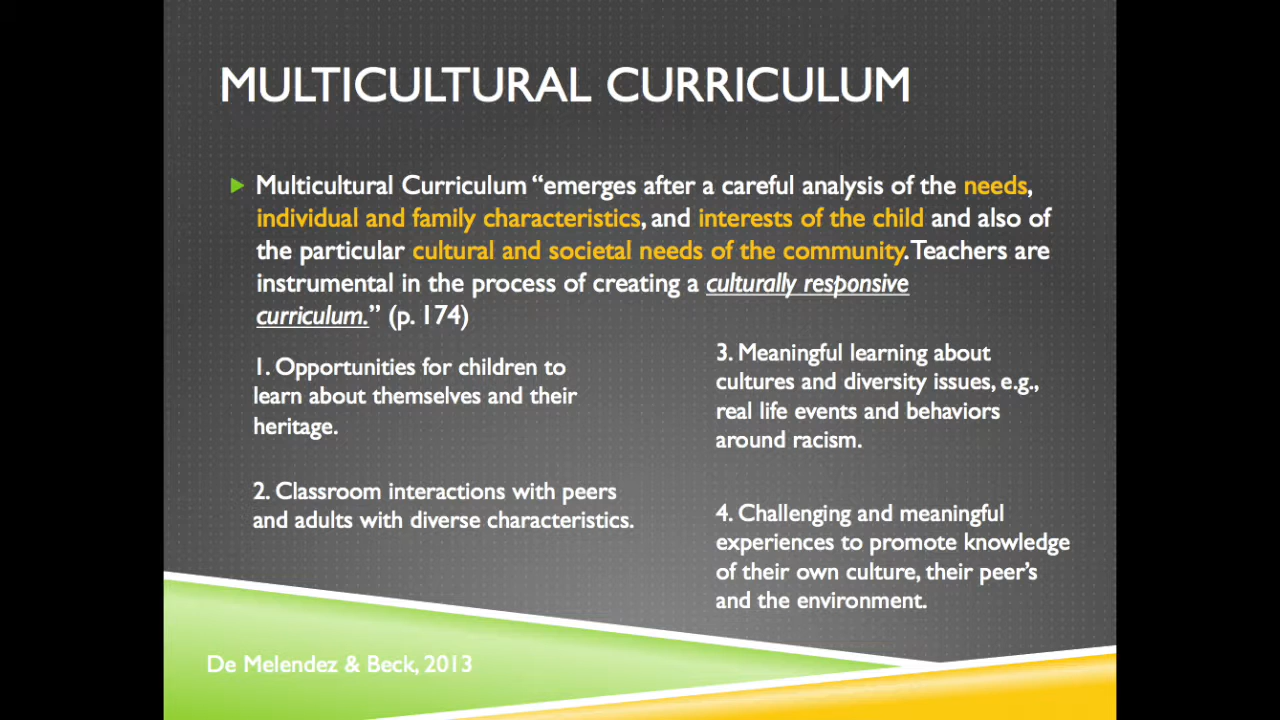 MULTICULTURAL CURRICULUM
Multicultural Curriculum “emerges after a careful analysis of the needs,
individual and family characteristics, and interests of the child and also of
the particular cultural and societal needs of the community. Teachers are
instrumental in the process of creating a culturally responsive
curriculum.” (p. 174)
1. Opportunities for children to
learn about themselves and their
heritage.
2. Classroom interactions with peers
and adults with diverse characteristics.
3. Meaningful learning about
cultures and diversity issues, e.g.,
real life events and behaviors
around racism.
4. Challenging and meaningful
experiences to promote knowledge
of their own culture, their peer’s
and the environment.
De Melendez & Beck, 2013